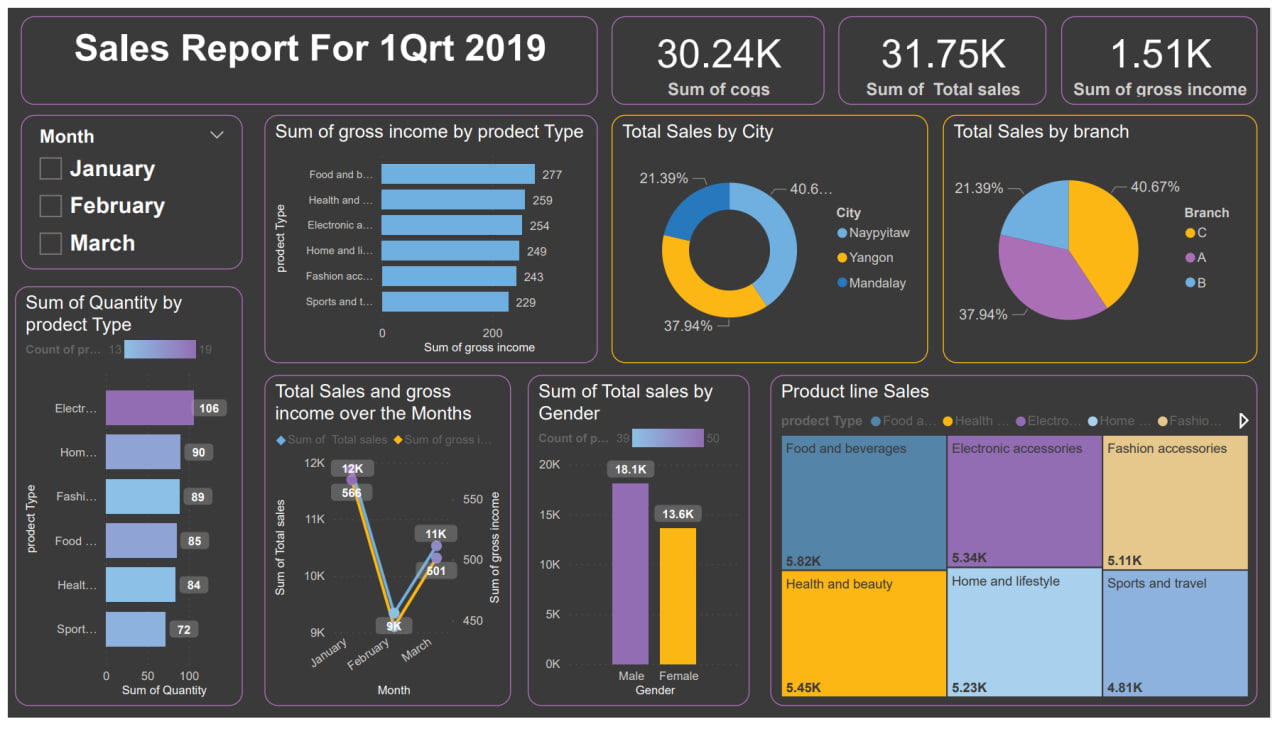 Sales Report For 1Qrt 2019
30.24K
Sum of cogs
31.75K
Sum of  Total sales
1.51K
Sum of gross income
Month
January
February
March
Sum of gross income by prodect Type
prodect Type
Food and b... 277
Health and ... 259
Electronic a... 254
Home and li... 249
Fashion acc... 243
Sports and t... 229
0 200
Sum of gross income
Total Sales by City
21.39%
40.6...
37.94%
City
Naypyitaw
Yangon
Mandalay
Total Sales by branch
21.39%
40.67%
37.94%
Branch
C
A
B
Sum of Quantity by
prodect Type
Count of pr... 13 19
prodect Type
Electr... 106
Hom... 90
Fashi... 89
Food ... 85
Healt... 84
Sport... 72
0 50 100
Sum of Quantity
Total Sales and gross
income over the Months
Sum of  Total sales Sum of gross i...
Sum of Total sales
12K
11K
10K
9K
12K
566
9K
11K
501
550
500
450
Sum of gross income
January February March
Month
Sum of Total sales by
Gender
Count of p... 39 50
20K
15K
10K
5K
0K
18.1K
13.6K
Male Female
Gender
Product line Sales
prodect Type Food a... Health ... Electro... Home ... Fashio...
Food and beverages
5.82K
Electronic accessories
5.34K
Fashion accessories
5.11K
Health and beauty
5.45K
Home and lifestyle
5.23K
Sports and travel
4.81K